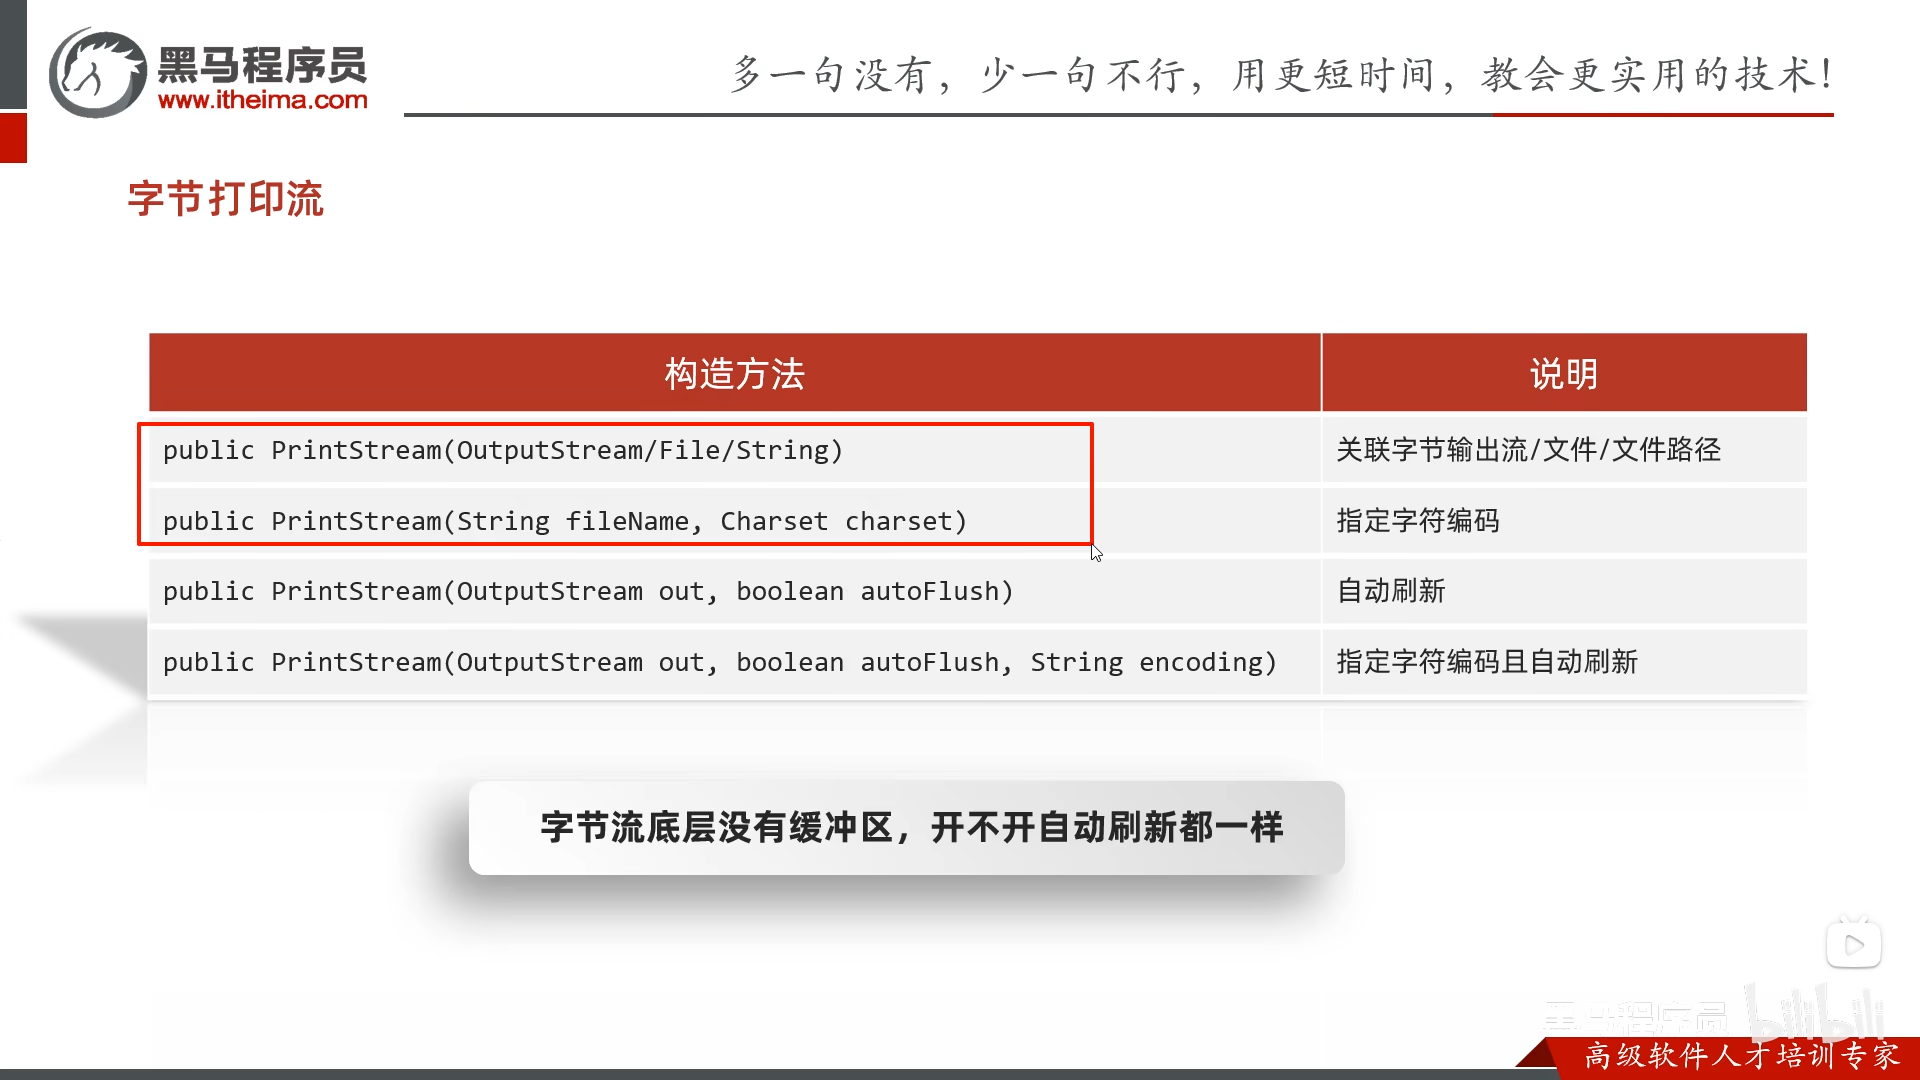 黑马程序员
www.itheima.com
多一句没有，少一句不行，用更短时间，教会更实用的技术！
字节打印流
构造方法 说明
public PrintStream(OutputStream/File/String) 关联字节输出流/文件/文件路径
public PrintStream(String fileName, Charset charset) 指定字符编码
public PrintStream(OutputStream out, boolean autoFlush) 自动刷新
public PrintStream(OutputStream out, boolean autoFlush, String encoding) 指定字符编码且自动刷新
字节流底层没有缓冲区，开不开自动刷新都一样
黑马程序员 bilibili
高级软件人才培训专家